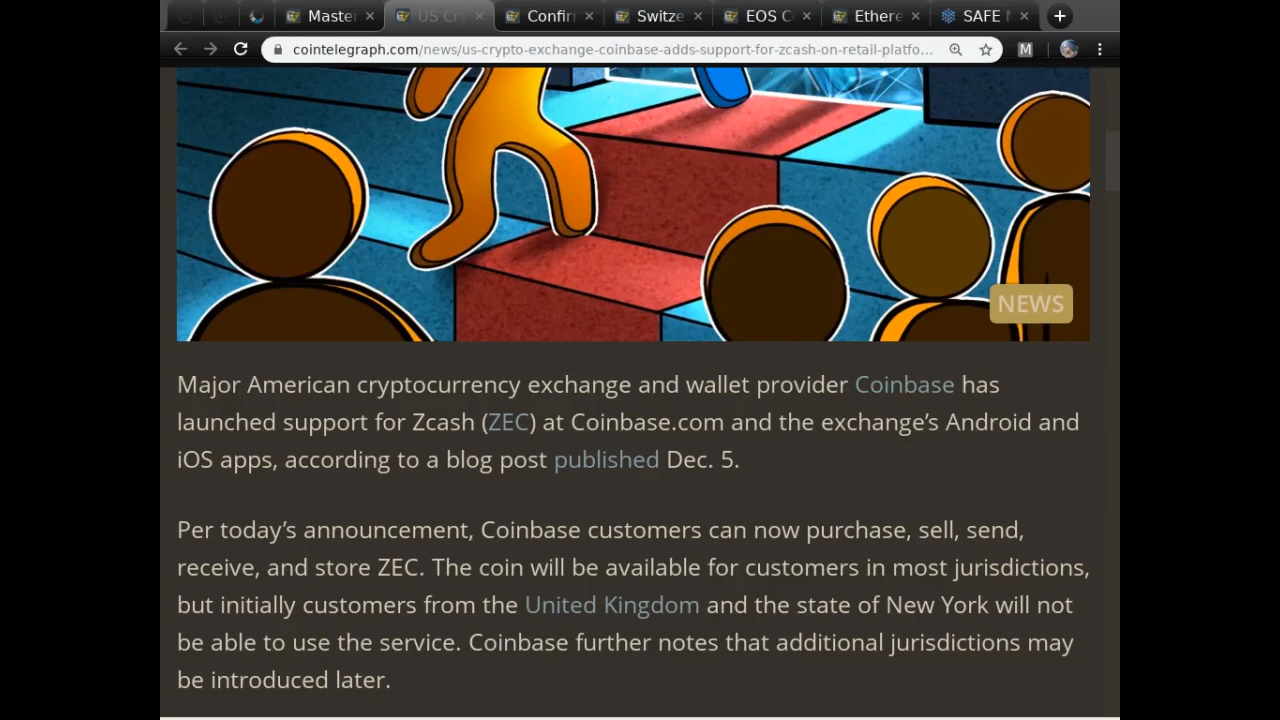 Master
US Cr
Confir
Switze
EOS C
Ethere
SAFE
cointelegraph.com/news/us-crypto-exchange-coinbase-adds-support-for-zcash-on-retail-platfo...
M
NEWS
Major American cryptocurrency exchange and wallet provider Coinbase has
launched support for Zcash (ZEC) at Coinbase.com and the exchange’s Android and
iOS apps, according to a blog post published Dec. 5.
Per today’s announcement, Coinbase customers can now purchase, sell, send,
receive, and store ZEC. The coin will be available for customers in most jurisdictions,
but initially customers from the United Kingdom and the state of New York will not
be able to use the service. Coinbase further notes that additional jurisdictions may
be introduced later.